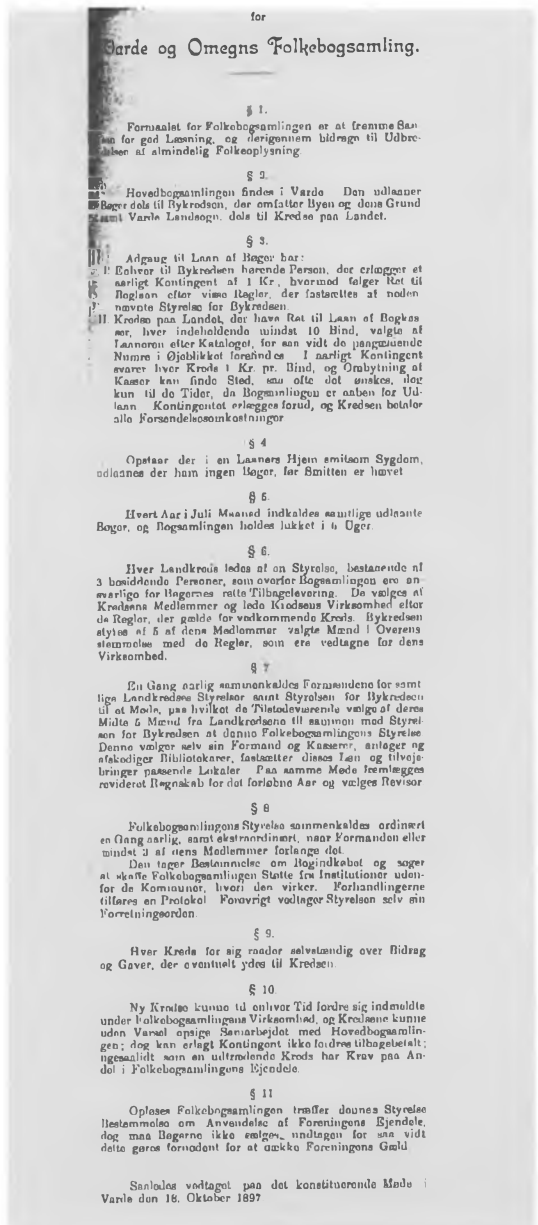 for
Varde og Omegns Folkebogsamling.
§ 1.
Formaalet for Folkebogsamlingen er at fremme San
for god Læsning, og derigennem bidrage til Udbre-
delsen af almindelig Folkeoplysning
§ 2.
Hovedbogsamlingen findes i Varde Den udlaaner
Bøger dels til Bykredsen, der omfatter Byen og dens Grund
samt Varde Landsogn, dels til Kredse paa Landet.
§ 3.
Adgang til Laan af Bøger har:
I. Enhver til Bykredsen hørende Person, der erlægger et
aarligt Kontingent af 1 Kr., hvormed følger Ret til
Boglaan efter visse Regler, der fastsættes af neden
nævnte Styrelse for Bykredsen.
II. Kredse paa Landet, der have Ret til Laan af Bogkas
ser, hver indeholdende mindst 10 Bind, valgte af
Laaneren efter Kataloget, for saa vidt de paagældende
Numre i Øjeblikket forefindes I aarligt Kontingent
svarer hver Kreds 1 Kr. pr. Bind, og Ombytning af
Kasser kan finde Sted, saa ofte det ønskes, dog
kun til de Tider, da Bogsamlingen er aaben for Ud-
laan Kontingentet erlægges forud, og Kredsen betaler
alle Forsendelsesomkostninger
§ 4
Opstaar der i en Laaners Hjem smitsom Sygdom,
udlaanes der ham ingen Bøger, før Smitten er hævet
§ 5.
Hvert Aar i Juli Maaned indkaldes samtlige udlaante
Bøger, og Bogsamlingen holdes lukket i 6 Uger.
§ 6.
Hver Landkreds ledes af en Styrelse, bestaaende af
3 bosiddende Personer, som overfor Bogsamlingen ere an-
svarlige for Bøgernes rette Tilbagelevering. De vælges af
Kredsens Medlemmer og lede Kredsens Virksomhed efter
de Regler, der gælde for vedkommende Kreds. Bykredsen
styres af 5 af dens Medlemmer valgte Mænd i Overens
stemmelse med de Regler, som ere vedtagne for dens
Virksomhed.
§ 7
En Gang aarlig sammenkaldes Formændene for samt
lige Landkredses Styrelser samt Styrelsen for Bykredsen
til et Møde, paa hvilket de Tilstedeværende vælge af deres
Midte 5 Mænd fra Landkredsene til sammen med Styrel-
sen for Bykredsen at danne Folkebogsamlingens Styrelse
Denne vælger selv sin Formand og Kasserer, antager og
afskediger Bibliotekarer, fastsætter disses Løn og tilveje-
bringer passende Lokaler Paa samme Møde fremlægges
revideret Regnskab for det forløbne Aar og vælges Revisor
§ 8
Folkebogsamlingens Styrelse sammenkaldes ordinært
en Gang aarlig, samt ekstraordinært, naar Formanden eller
mindst 3 af dens Medlemmer forlange det.
Den tager Bestemmelse om Bogindkøbet og søger
at skaffe Folkebogsamlingen Støtte fra Institutioner uden-
for de Kommuner, hvori den virker. Forhandlingerne
tilføres en Protokol Forøvrigt vedtager Styrelsen selv sin
Forretningsorden.
§ 9.
Hver Kreds for sig raader selvstændig over Bidrag
og Gaver, der eventuelt ydes til Kredsen.
§ 10.
Ny Kredse kunne til enhver Tid fordre sig indmeldte
under Folkebogsamlingens Virksomhed, og Kredsene kunne
uden Varsel opsige Samarbejdet med Hovedbogsamlin-
gen; dog kan erlagt Kontingent ikke fordres tilbagebetalt;
ligesaalidt som en udtrædende Kreds har Krav paa An-
del i Folkebogsamlingens Ejendele.
§ 11
Opløses Folkebogsamlingen træffer dennes Styrelse
Bestemmelse om Anvendelse af Foreningens Ejendele,
dog maa Bøgerne ikke sælges, undtagen for saa vidt
dette gøres fornødent for at dække Foreningens Gæld
Saaledes vedtaget paa det konstituerende Møde i
Varde den 18. Oktober 1897